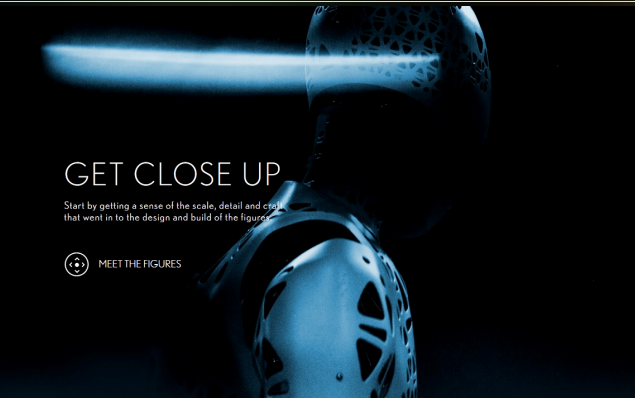 GET CLOSE UP
Start by getting a sense of the scale, detail and craft
that went in to the design and build of the figures.
MEET THE FIGURES